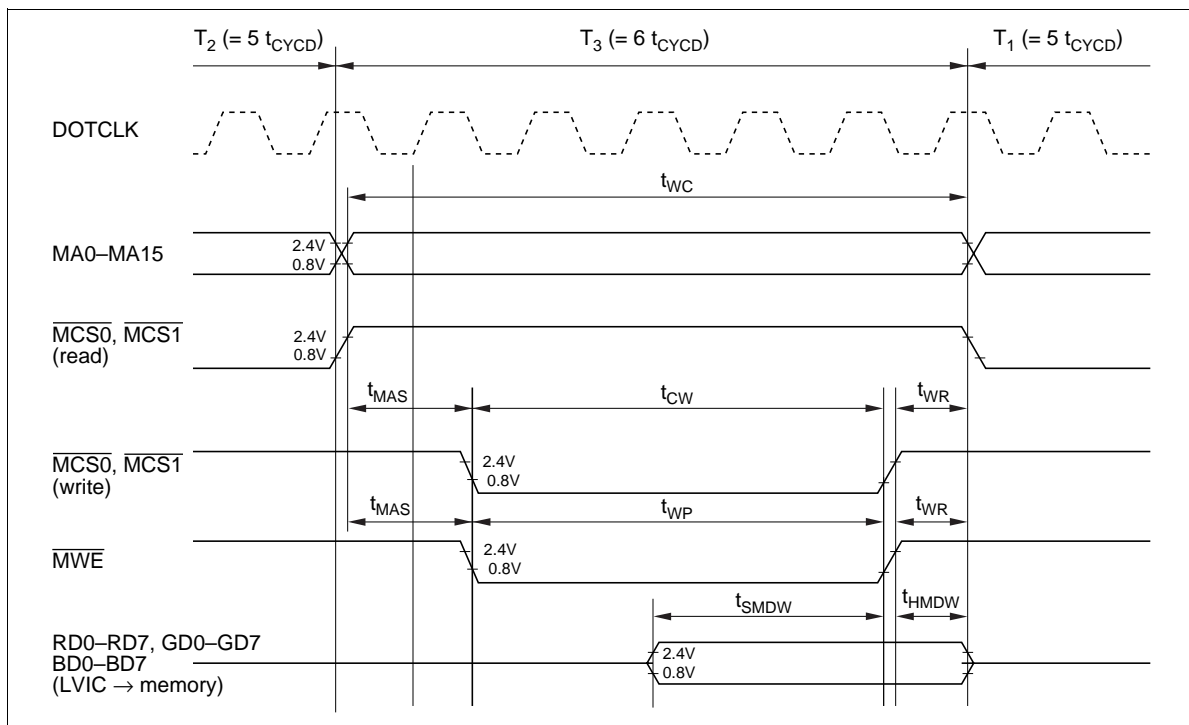 T2 (= 5 tCYCD) T3 (= 6 tCYCD) T1 (= 5 tCYCD)
DOTCLK
tWC
MA0–MA15
2.4V
0.8V
MCS0, MCS1
(read)
2.4V
0.8V
tMAS tCW tWR
MCS0, MCS1
(write)
2.4V
0.8V
tMAS tWP tWR
MWE
2.4V
0.8V
tSMDW tHMDW
RD0–RD7, GD0–GD7
BD0–BD7
(LVIC → memory)
2.4V
0.8V